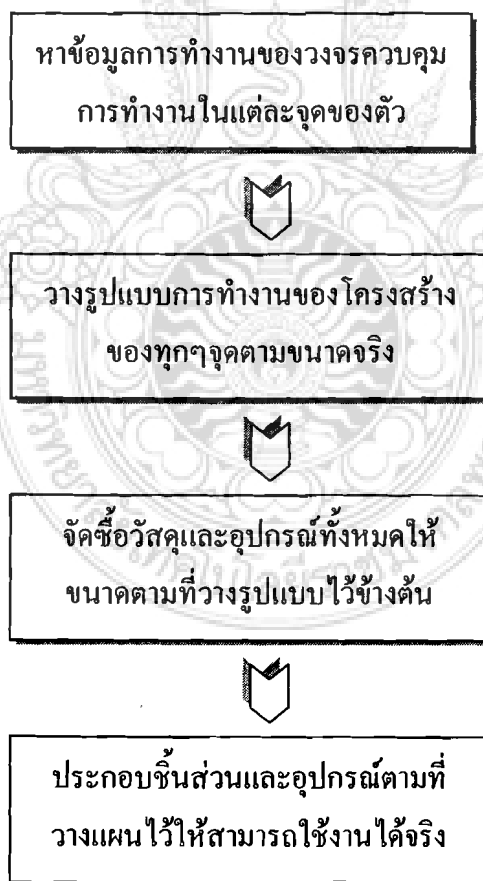 หาข้อมูลการทำงานของวงจรควบคุม
การทำงานในแต่ละจุดของตัว
วางรูปแบบการทำงานของโครงสร้าง
ของทุกๆจุดตามขนาดจริง
จัดซื้อวัสดุและอุปกรณ์ทั้งหมดให้
ขนาดตามที่วางรูปแบบไว้ข้างต้น
ประกอบชิ้นส่วนและอุปกรณ์ตามที่
วางแผนไว้ให้สามารถใช้งานได้จริง